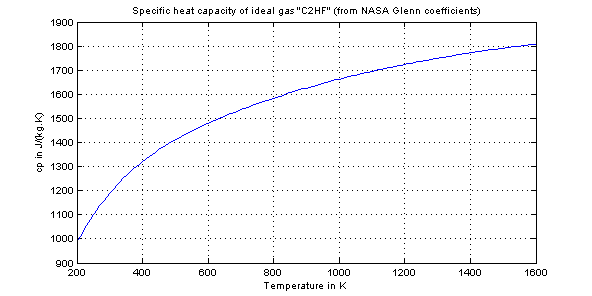 Specific heat capacity of ideal gas "C2HF" (from NASA Glenn coefficients)
1900
1800
1700
1600
1500
1400
1300
1200
1100
1000
900
cp in J/(kg.K)
200 400 600 800 1000 1200 1400 1600
Temperature in K